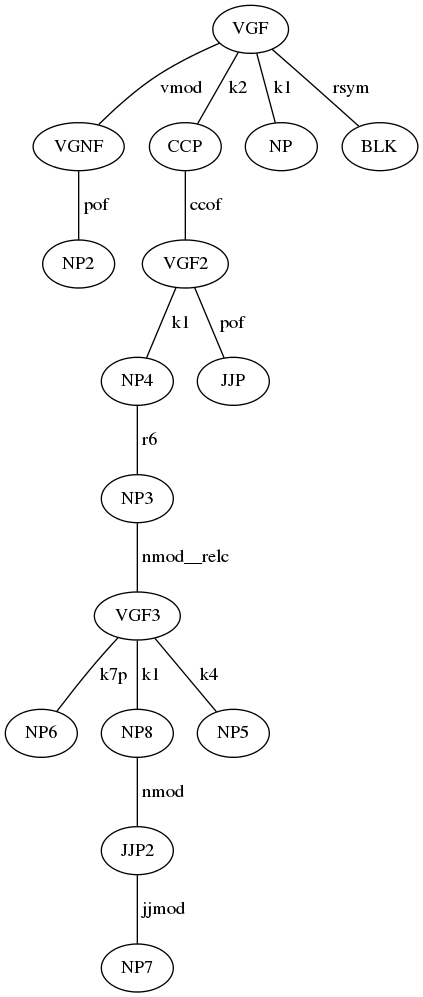 VGF
vmod k2 k1 rsym
VGNF CCP NP BLK
pof ccof
NP2 VGF2
k1 pof
NP4 JJP
r6
NP3
nmod__relc
VGF3
k7p k1 k4
NP6 NP8 NP5
nmod
JJP2
jjmod
NP7